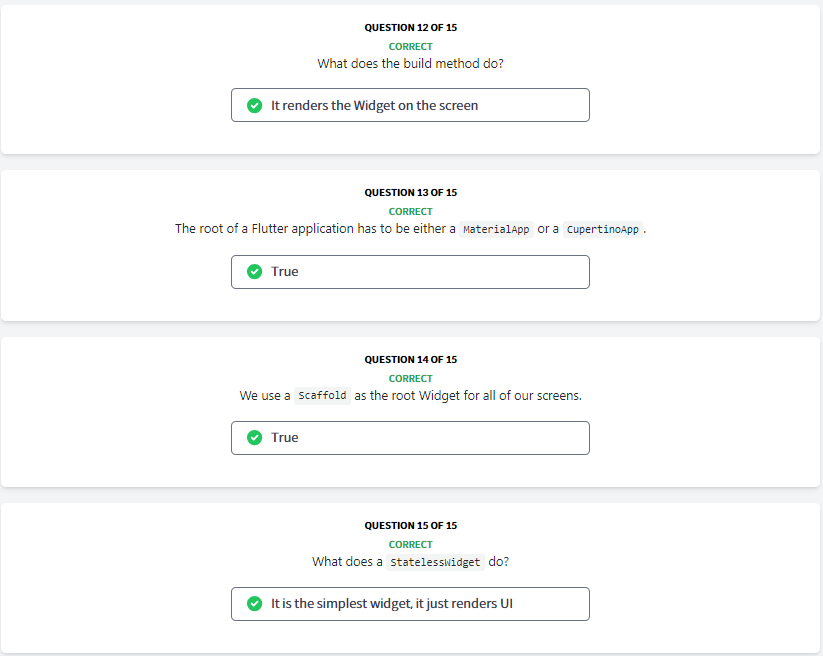 QUESTION 12 OF 15
CORRECT
What does the build method do?
It renders the Widget on the screen
QUESTION 13 OF 15
CORRECT
The root of a Flutter application has to be either a MaterialApp or a CupertinoApp .
True
QUESTION 14 OF 15
CORRECT
We use a Scaffold as the root Widget for all of our screens.
True
QUESTION 15 OF 15
CORRECT
What does a StatelessWidget do?
It is the simplest widget, it just renders UI